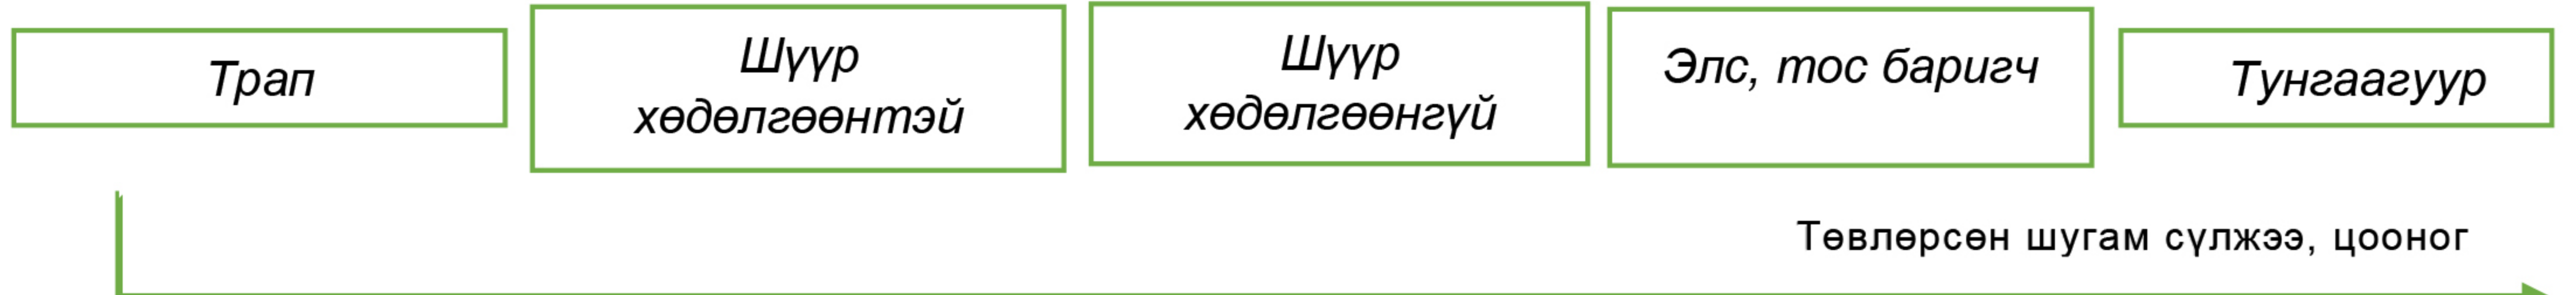 Трап
Шүүр
хөдөлгөөнтэй
Шүүр
хөдөлгөөнгүй
Элс, тос баригч
Тунгаагуур
Төвлөрсөн шугам сүлжээ, цооног